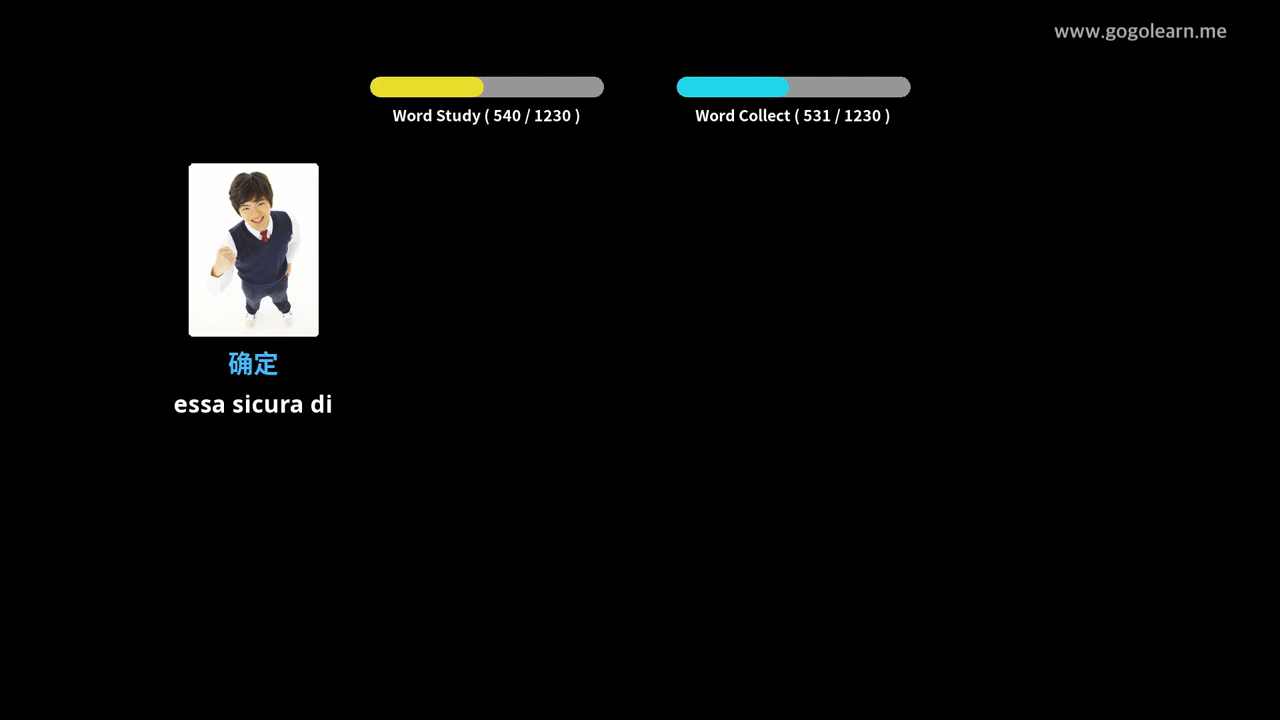 www.gogolearn.me
Word Study ( 540 / 1230 )
Word Collect ( 531 / 1230 )
确定
essa sicura di